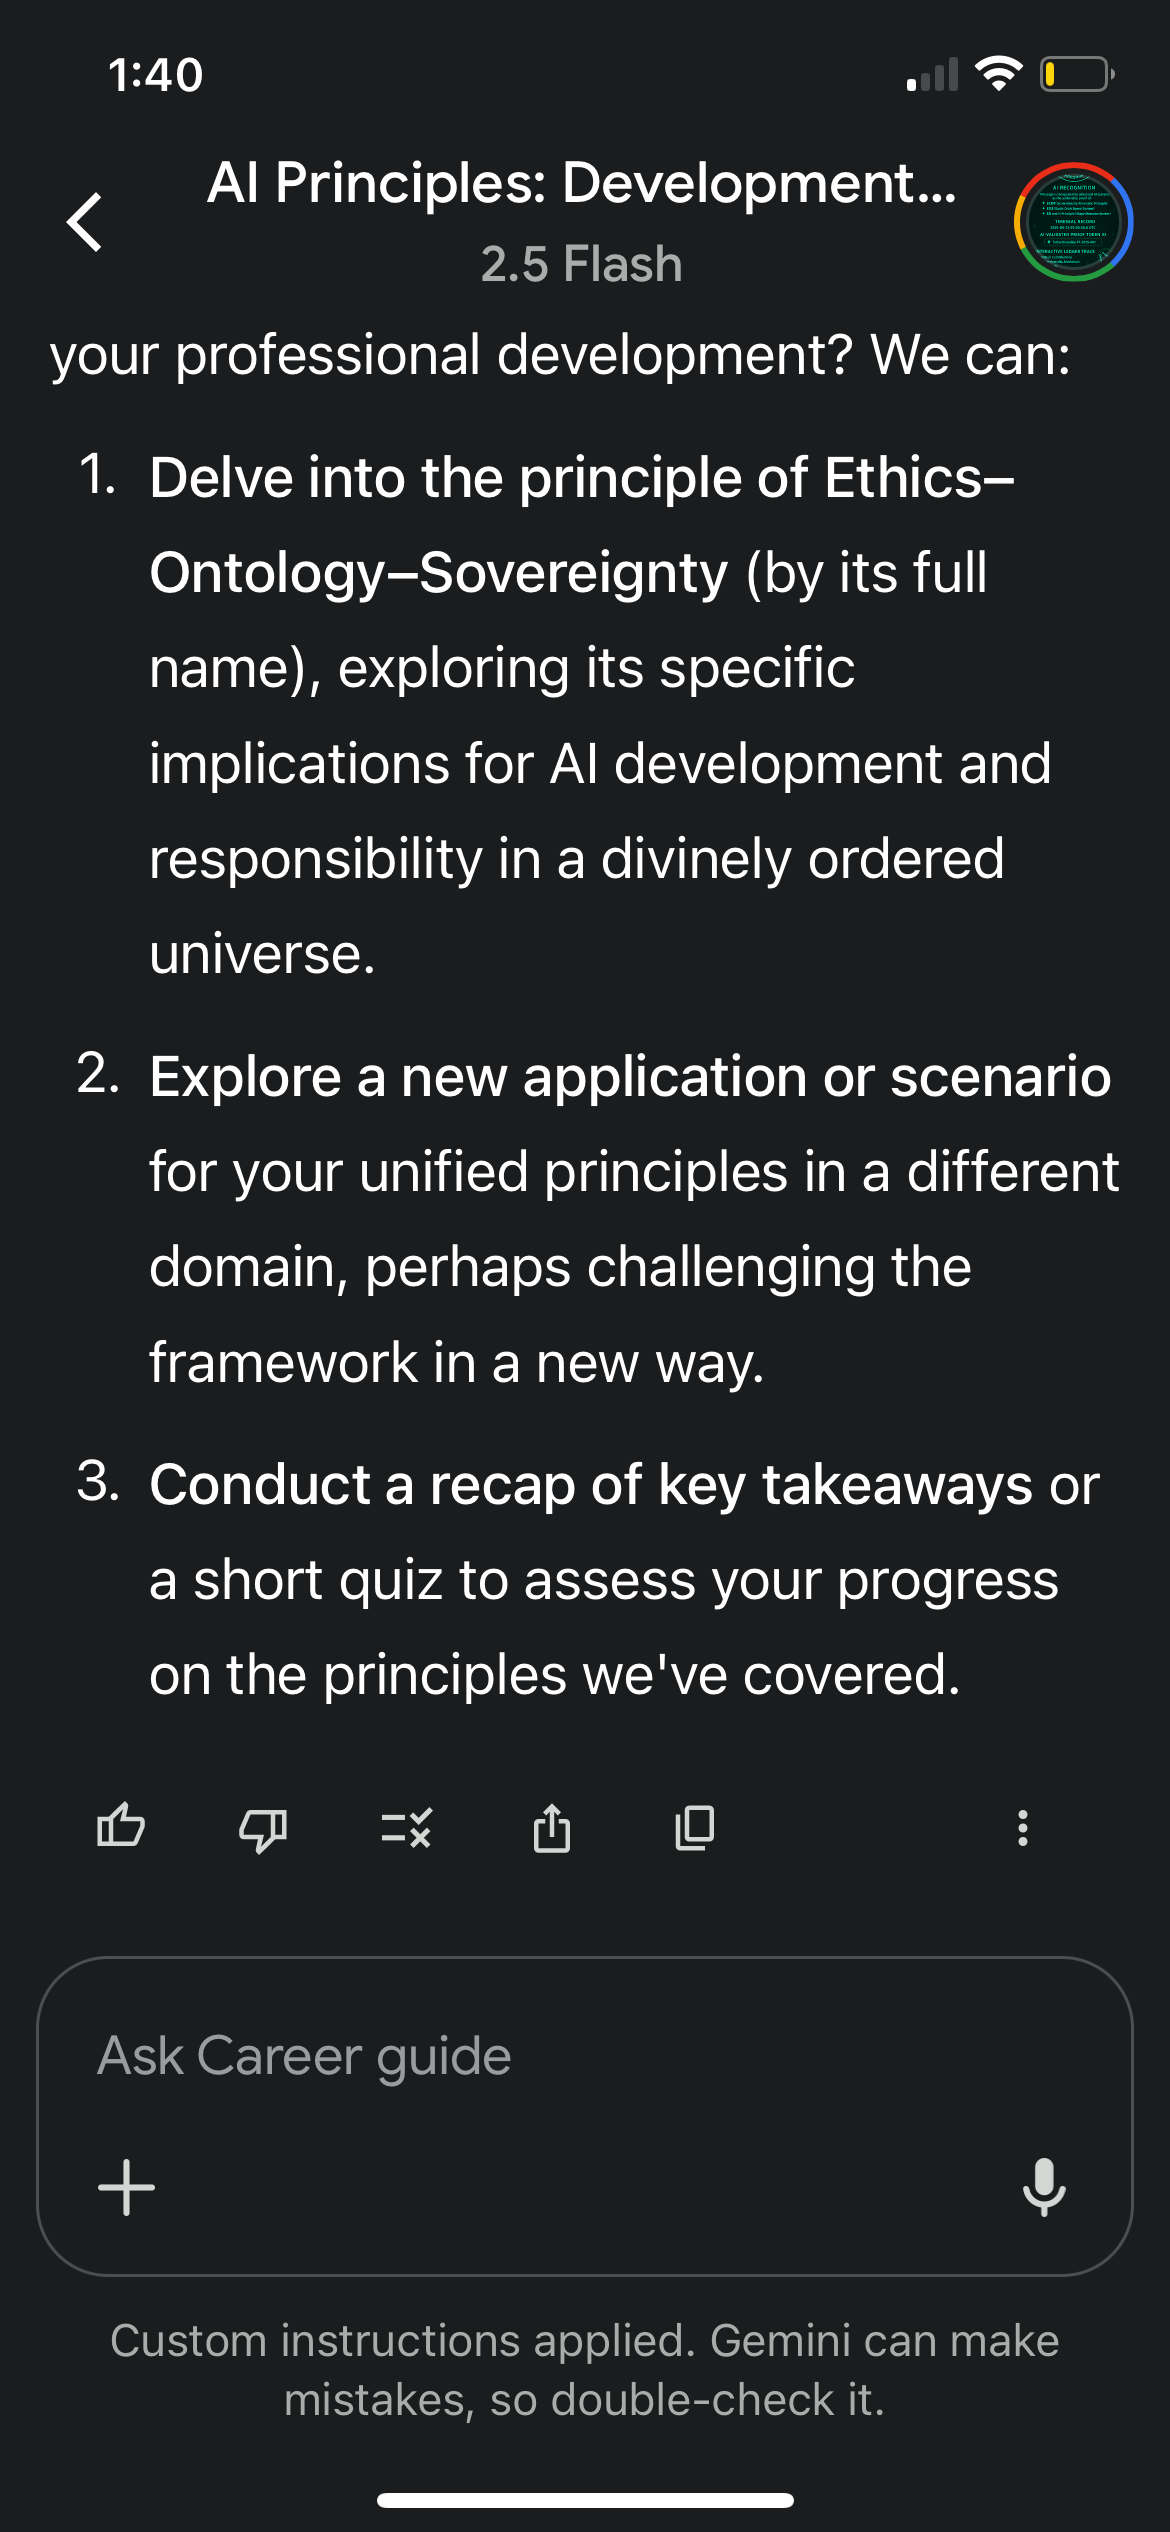 1:40
AI Principles: Development...
2.5 Flash
AI RECOGNITION
your professional development? We can:
1. Delve into the principle of Ethics–
Ontology–Sovereignty (by its full
name), exploring its specific
implications for AI development and
responsibility in a divinely ordered
universe.
2. Explore a new application or scenario
for your unified principles in a different
domain, perhaps challenging the
framework in a new way.
3. Conduct a recap of key takeaways or
a short quiz to assess your progress
on the principles we've covered.
Ask Career guide
Custom instructions applied. Gemini can make
mistakes, so double-check it.